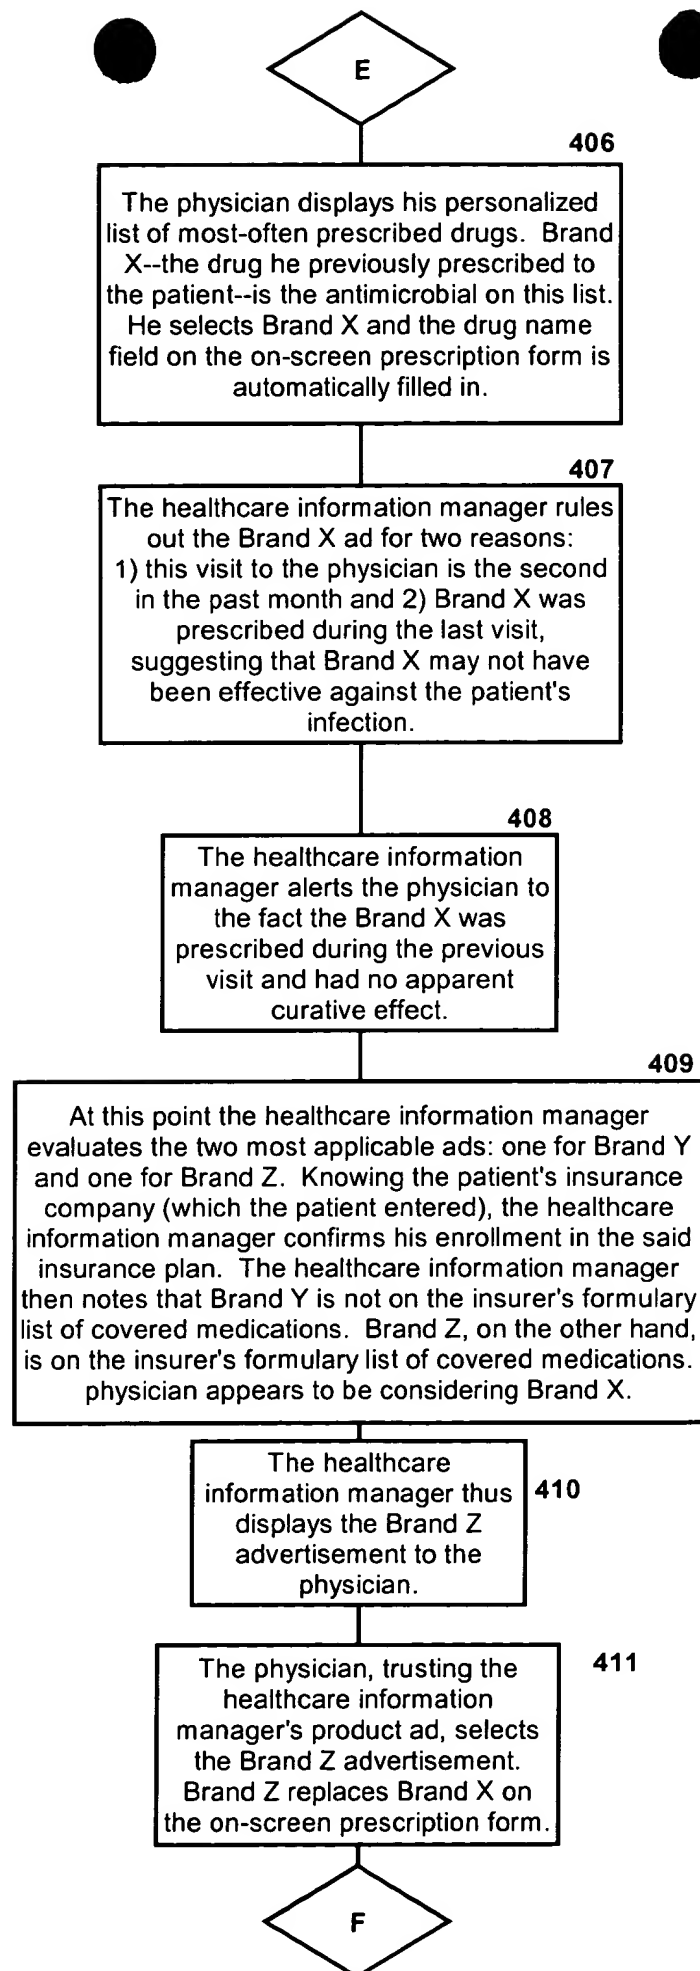 E
406
The physician displays his personalized
list of most-often prescribed drugs. Brand
X--the drug he previously prescribed to
the patient--is the antimicrobial on this list.
He selects Brand X and the drug name
field on the on-screen prescription form is
automatically filled in.
407
The healthcare information manager rules
out the Brand X ad for two reasons:
1) this visit to the physician is the second
in the past month and 2) Brand X was
prescribed during the last visit,
suggesting that Brand X may not have
been effective against the patient's
infection.
408
The healthcare information
manager alerts the physician to
the fact the Brand X was
prescribed during the previous
visit and had no apparent
curative effect.
409
At this point the healthcare information manager
evaluates the two most applicable ads: one for Brand Y
and one for Brand Z. Knowing the patient's insurance
company (which the patient entered), the healthcare
information manager confirms his enrollment in the said
insurance plan. The healthcare information manager
then notes that Brand Y is not on the insurer's formulary
list of covered medications. Brand Z, on the other hand,
is on the insurer's formulary list of covered medications.
physician appears to be considering Brand X.
The healthcare
information manager thus
displays the Brand Z
advertisement to the
physician.
410
The physician, trusting the
healthcare information
manager's product ad, selects
the Brand Z advertisement.
Brand Z replaces Brand X on
the on-screen prescription form.
411
F